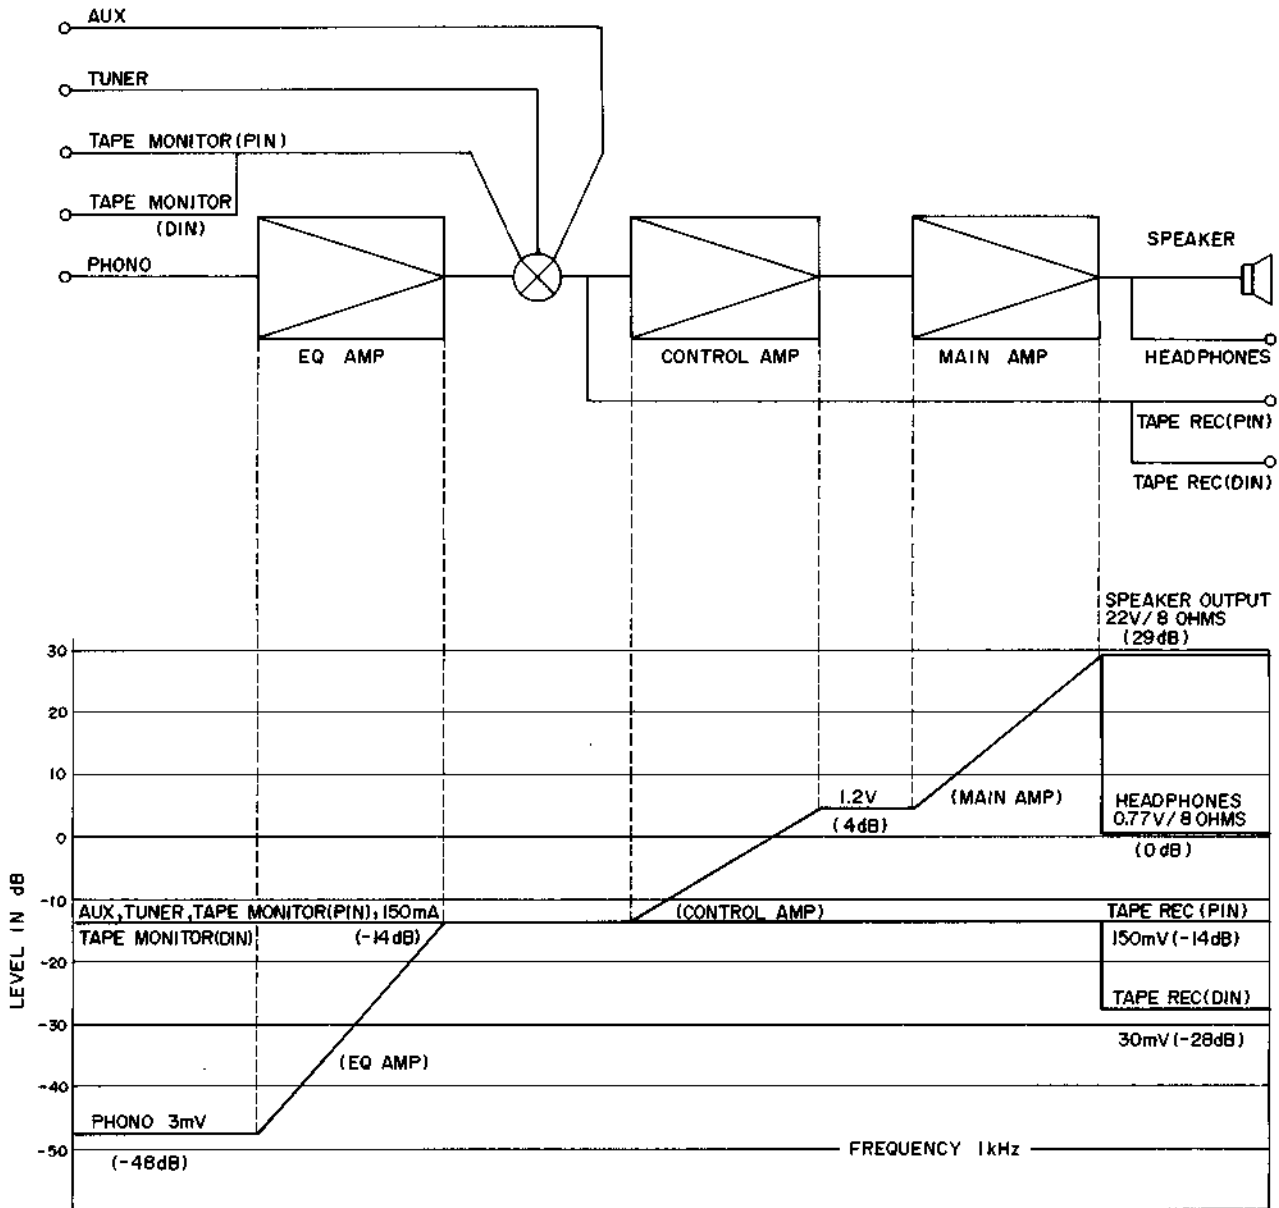 AUX
TUNER
TAPE MONITOR(PIN)
TAPE MONITOR
(DIN)
PHONO
SPEAKER
EQ AMP
CONTROL AMP
MAIN AMP
HEADPHONES
TAPE REC(PIN)
TAPE REC(DIN)
SPEAKER OUTPUT
22V/8 OHMS
(29dB)
30
20
10
0
-10
-20
-30
-40
-50
LEVEL IN dB
1.2V
(4dB)
(MAIN AMP)
HEADPHONES
0.77V/8 OHMS
(0dB)
AUX,TUNER,TAPE MONITOR(PIN),150mA
TAPE MONITOR(DIN)
(-14dB)
(CONTROL AMP)
TAPE REC (PIN)
150mV(-14dB)
TAPE REC(DIN)
30mV(-28dB)
(EQ AMP)
PHONO 3mV
(-48dB)
FREQUENCY 1kHz